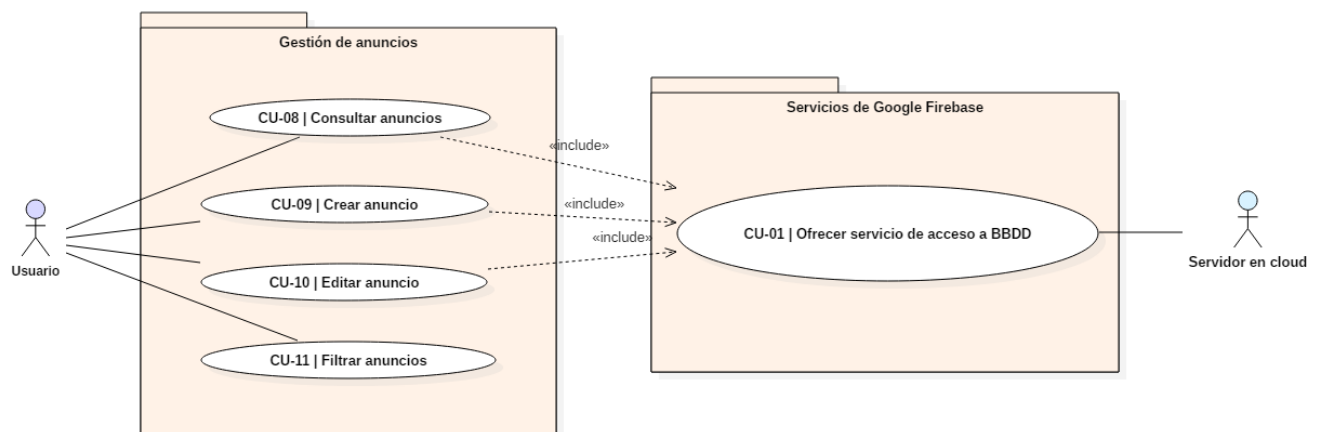 Gestión de anuncios
Servicios de Google Firebase
CU-08 | Consultar anuncios
«include»
CU-09 | Crear anuncio
«include»
«include»
CU-01 | Ofrecer servicio de acceso a BBDD
Usuario
Servidor en cloud
CU-10 | Editar anuncio
CU-11 | Filtrar anuncios